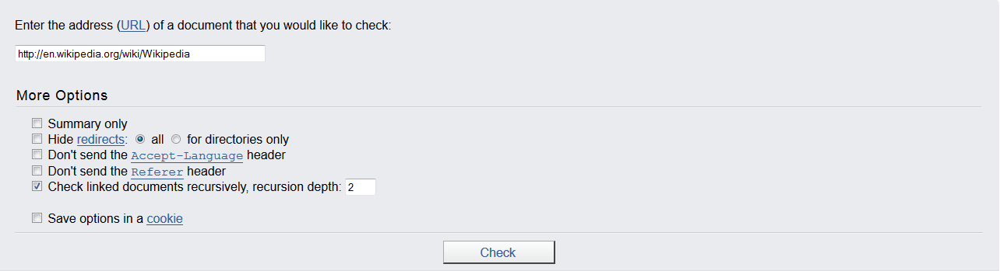 Enter the address (URL) of a document that you would like to check:
http://en.wikipedia.org/wiki/Wikipedia
More Options
Summary only
Hide redirects: all for directories only
Don't send the Accept-Language header
Don't send the Referer header
Check linked documents recursively, recursion depth: 2
Save options in a cookie
Check